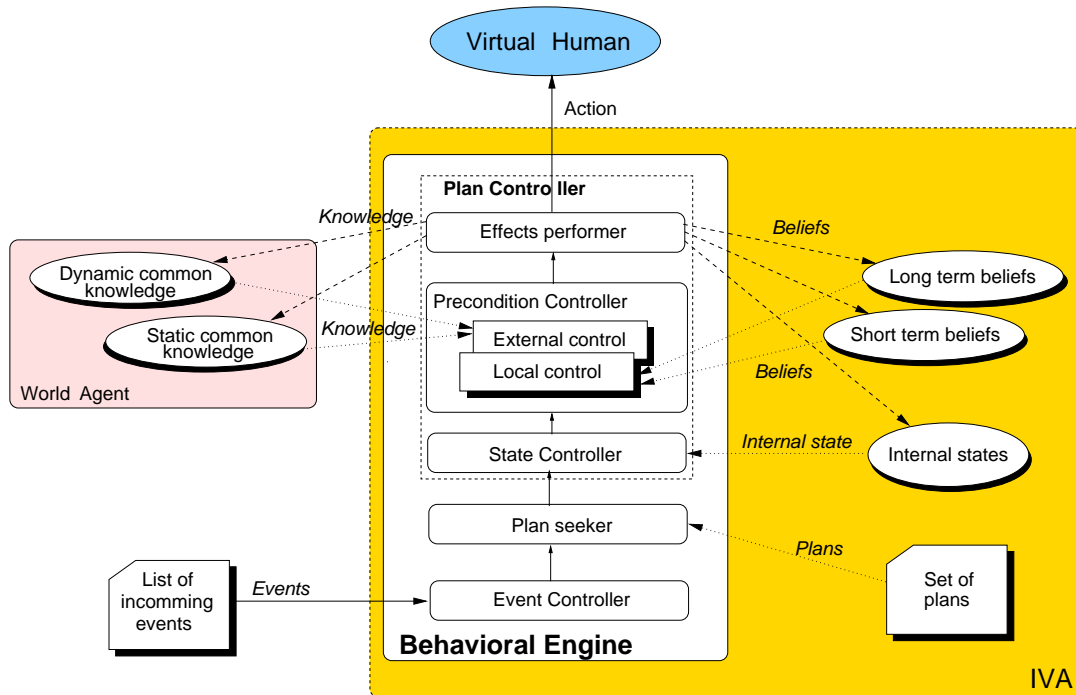 Virtual Human
Action
Plan Controller
Knowledge
Effects performer
Beliefs
Dynamic common
knowledge
Long term beliefs
Precondition Controller
Static common
knowledge
Knowledge
External control
Short term beliefs
Local control
Beliefs
World Agent
State Controller
Internal state
Internal states
Plan seeker
Plans
List of
incomming
events
Events
Event Controller
Set of
plans
Behavioral Engine
IVA